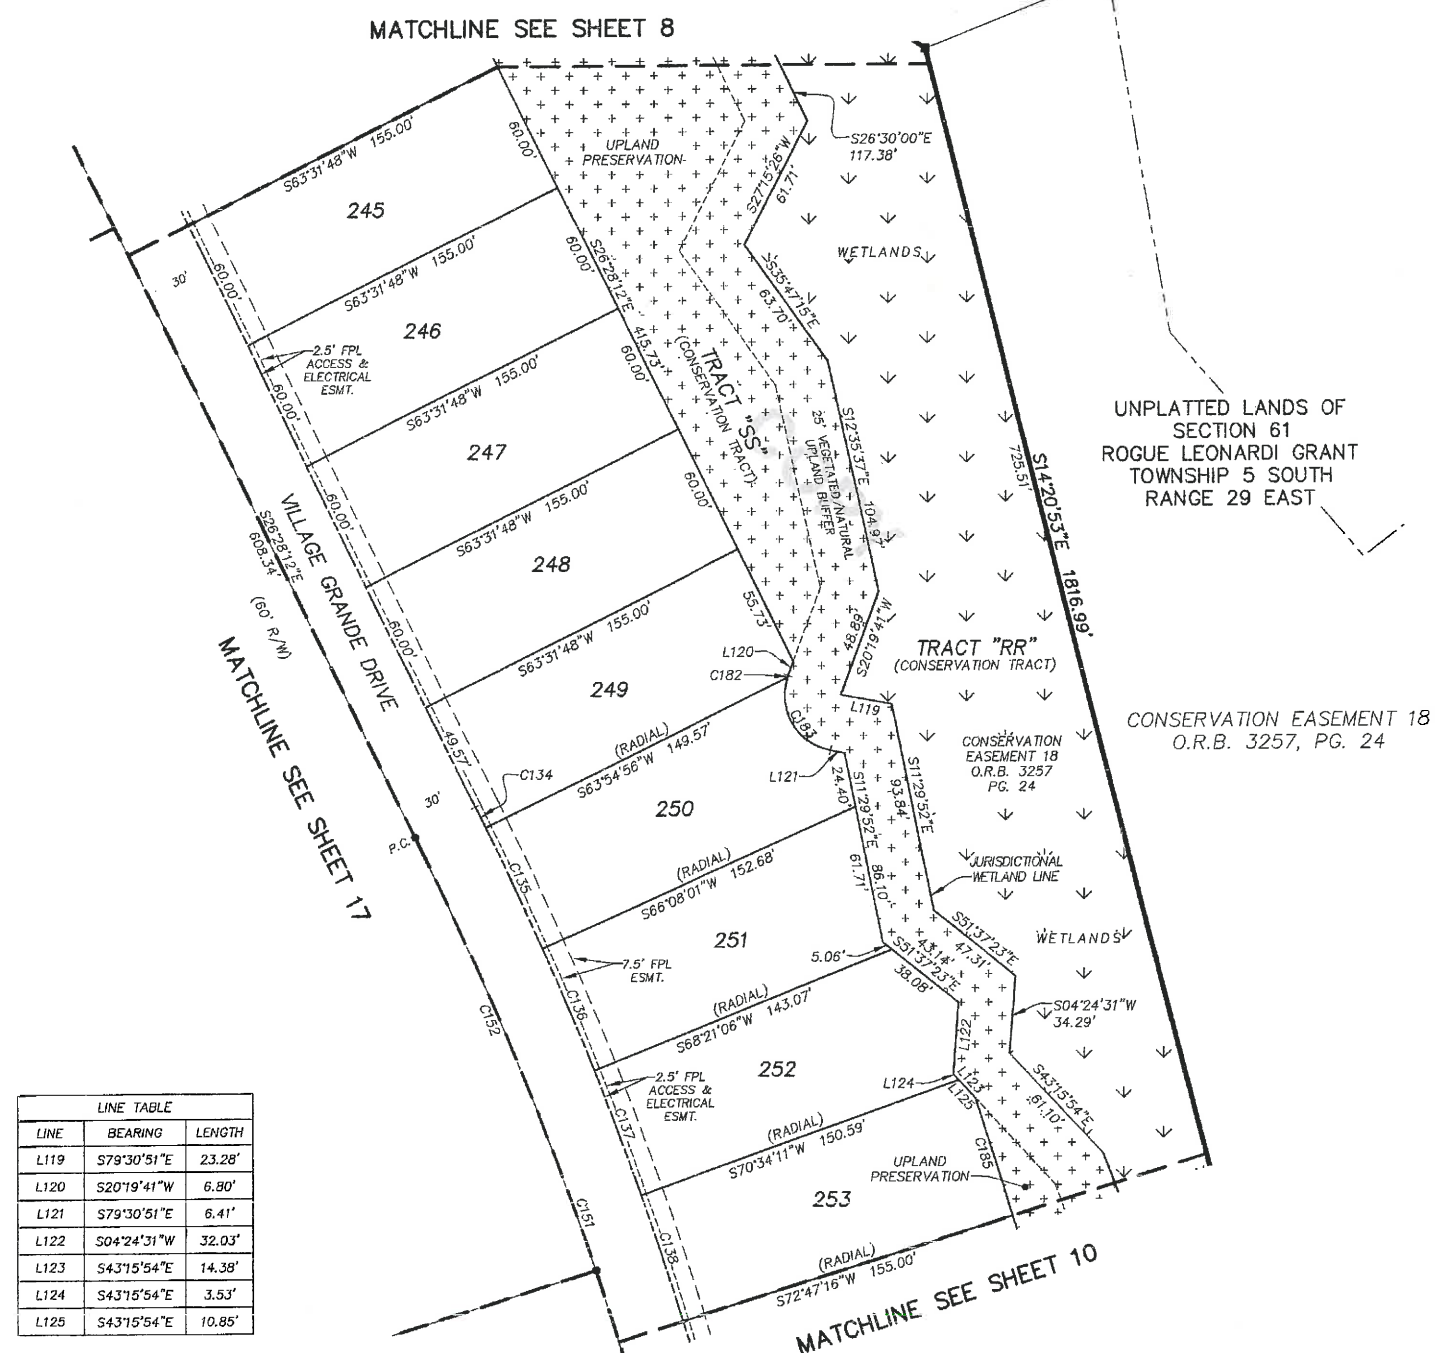 MATCHLINE SEE SHEET 8
S63°31'48"W 155.00'
60.00'
UPLAND
PRESERVATION
S26°30'00"E
117.38'
S27°15'26"W
61.71'
245
30'
60.00'
S63°31'48"W 155.00'
60.00'
S26°28'12"E 415.73'
S35°47'15"E
63.70'
WETLANDS
246
2.5' FPL
ACCESS &
ELECTRICAL
ESMT.
60.00'
S63°31'48"W 155.00'
60.00'
TRACT "SS"
(CONSERVATION TRACT)
25' VEGETATED/NATURAL
UPLAND BUFFER
S12°35'37"E 104.97'
UNPLATTED LANDS OF
SECTION 61
ROGUE LEONARDI GRANT
TOWNSHIP 5 SOUTH
RANGE 29 EAST
725.51'
S14°20'53"E 1816.99'
247
60.00'
S63°31'48"W 155.00'
60.00'
VILLAGE GRANDE DRIVE
S26°28'12"E
608.34'
(60' R/W)
248
60.00'
S63°31'48"W 155.00'
55.73'
48.89'
S20°19'41"W
MATCHLINE SEE SHEET 17
L120
C182
TRACT "RR"
(CONSERVATION TRACT)
249
L119
C183
(RADIAL)
S63°54'56"W 149.57'
49.57'
C134
L121
CONSERVATION EASEMENT 18
O.R.B. 3257, PG. 24
CONSERVATION
EASEMENT 18
O.R.B. 3257
PG. 24
30'
250
24.40'
S11°29'52"E 86.10'
S11°29'52"E
93.84'
P.C.
C135
(RADIAL)
S66°08'01"W 152.68'
61.71'
JURISDICTIONAL
WETLAND LINE
251
5.06'
S51°37'23"E
43.14'
38.08'
S51°37'23"E
47.31'
WETLANDS
7.5' FPL
ESMT.
C136
C152
(RADIAL)
S68°21'06"W 143.07'
L122
S04°24'31"W
34.29'
252
L124
L123
L125
S43°15'54"E
61.10'
2.5' FPL
ACCESS &
ELECTRICAL
ESMT.
C137
(RADIAL)
S70°34'11"W 150.59'
C185
UPLAND
PRESERVATION
253
C151
C138
(RADIAL)
S72°47'16"W 155.00'
MATCHLINE SEE SHEET 10
LINE TABLE
LINE BEARING LENGTH
L119 S79°30'51"E 23.28'
L120 S20°19'41"W 6.80'
L121 S79°30'51"E 6.41'
L122 S04°24'31"W 32.03'
L123 S43°15'54"E 14.38'
L124 S43°15'54"E 3.53'
L125 S43°15'54"E 10.85'